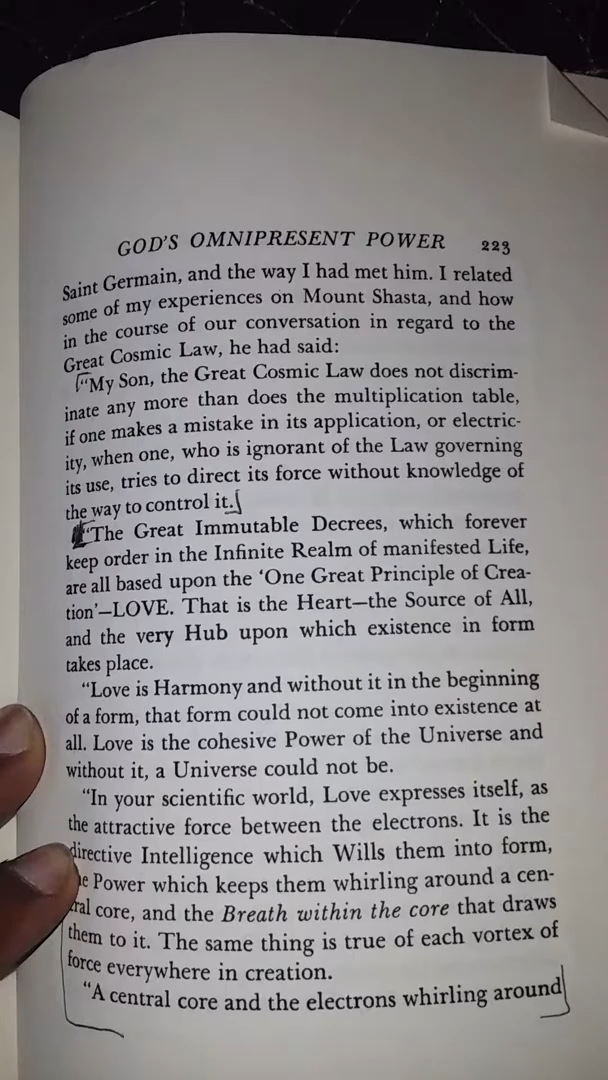 GOD'S OMNIPRESENT POWER 223
Saint Germain, and the way I had met him. I related
some of my experiences on Mount Shasta, and how
in the course of our conversation in regard to the
Great Cosmic Law, he had said:
“My Son, the Great Cosmic Law does not discrim-
inate any more than does the multiplication table,
if one makes a mistake in its application, or electric-
ity, when one, who is ignorant of the Law governing
its use, tries to direct its force without knowledge of
the way to control it.
“The Great Immutable Decrees, which forever
keep order in the Infinite Realm of manifested Life,
are all based upon the ‘One Great Principle of Crea-
tion’—LOVE. That is the Heart—the Source of All,
and the very Hub upon which existence in form
takes place.
“Love is Harmony and without it in the beginning
of a form, that form could not come into existence at
all. Love is the cohesive Power of the Universe and
without it, a Universe could not be.
“In your scientific world, Love expresses itself, as
the attractive force between the electrons. It is the
directive Intelligence which Wills them into form,
Power which keeps them whirling around a cen-
core, and the Breath within the core that draws
them to it. The same thing is true of each vortex of
force everywhere in creation.
“A central core and the electrons whirling around